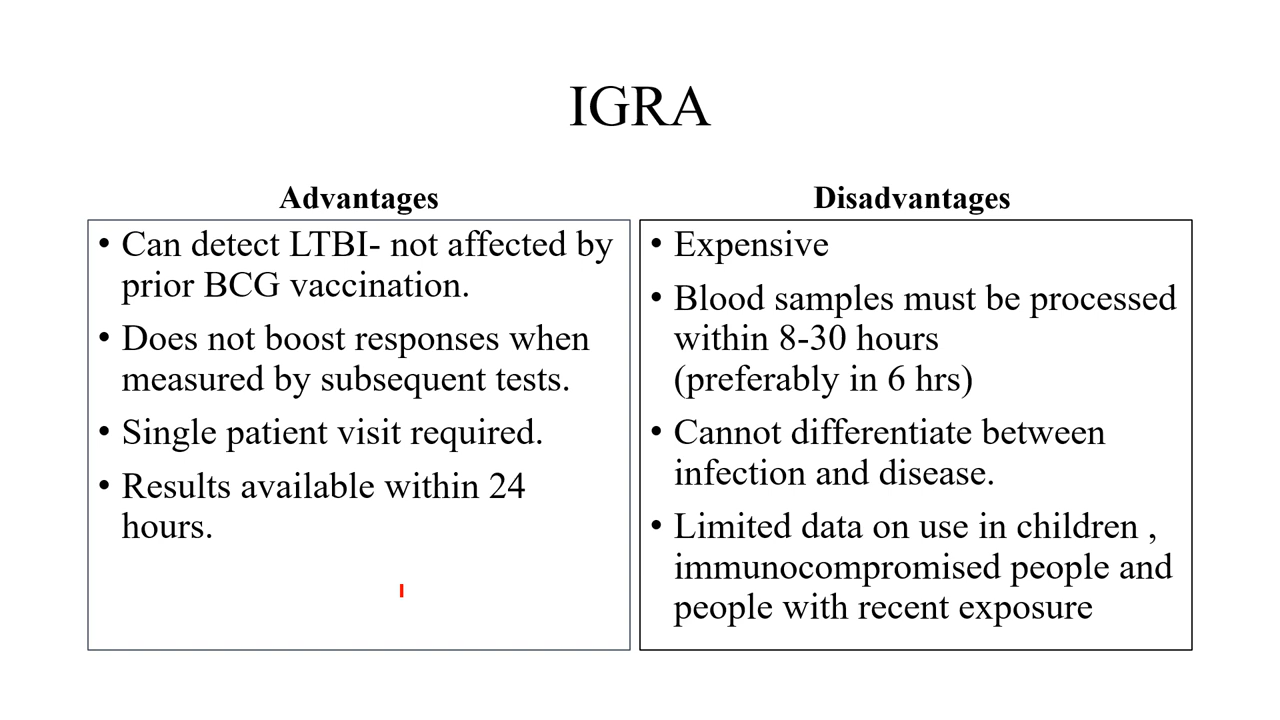 IGRA
Advantages
• Can detect LTBI- not affected by
prior BCG vaccination.
• Does not boost responses when
measured by subsequent tests.
• Single patient visit required.
• Results available within 24
hours.
Disadvantages
• Expensive
• Blood samples must be processed
within 8-30 hours
(preferably in 6 hrs)
• Cannot differentiate between
infection and disease.
• Limited data on use in children ,
immunocompromised people and
people with recent exposure